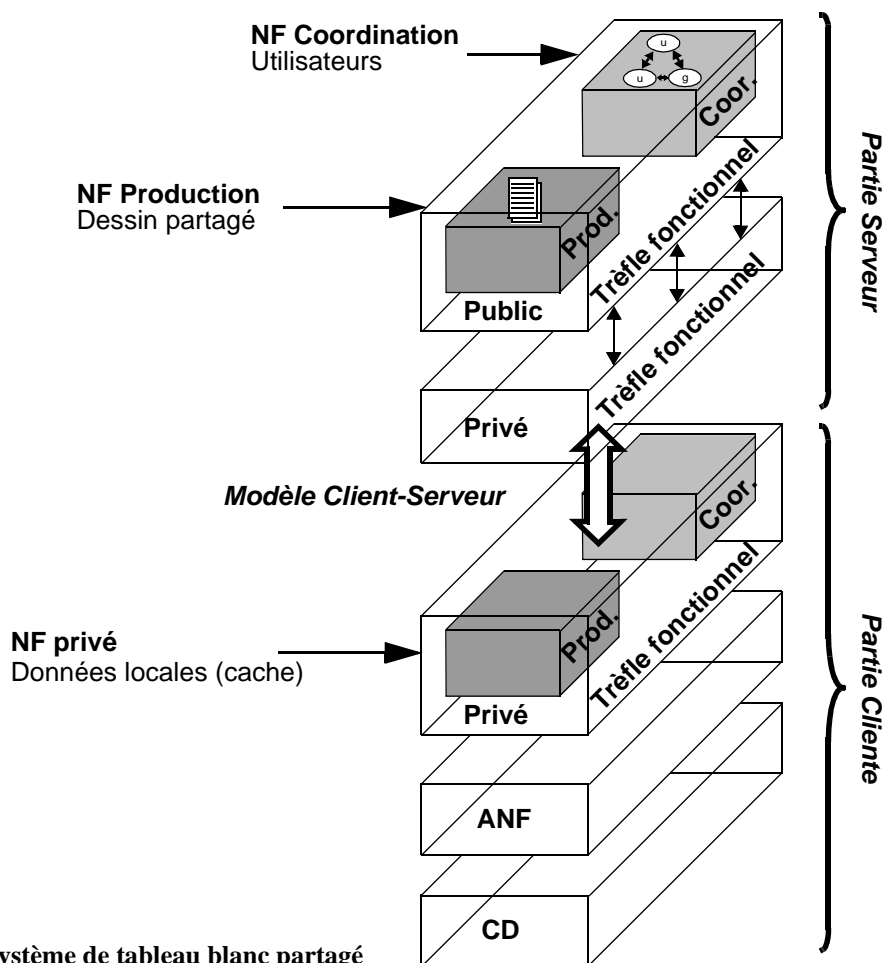 NF Coordination
Utilisateurs
u
u
g
Coor.
NF Production
Dessin partagé
Prod.
Trèfle fonctionnel
Public
Trèfle fonctionnel
Privé
Partie Serveur
Modèle Client-Serveur
Coor.
NF privé
Données locales (cache)
Prod.
Trèfle fonctionnel
Privé
ANF
CD
Partie Cliente
ystème de tableau blanc partagé